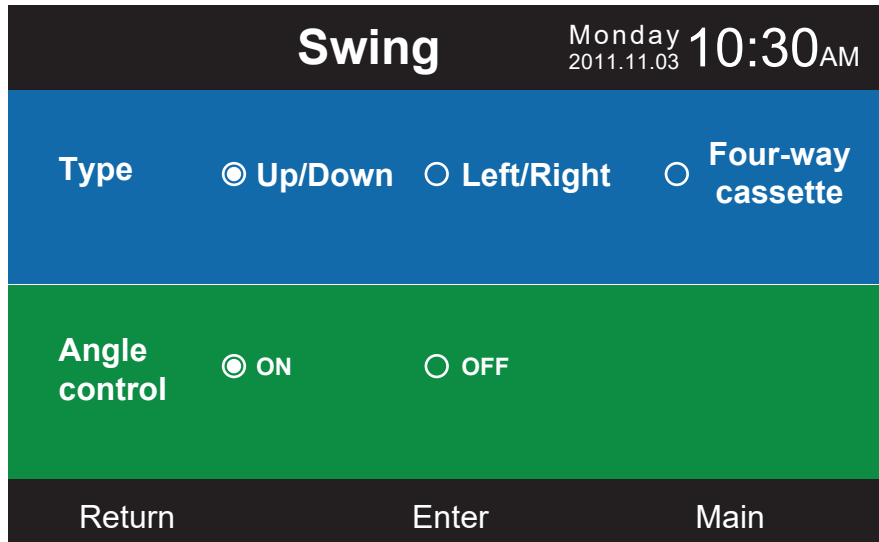 Swing
Monday
2011.11.03
10:30AM
Type
Up/Down
Left/Right
Four-way
cassette
Angle
control
ON
OFF
Return
Enter
Main